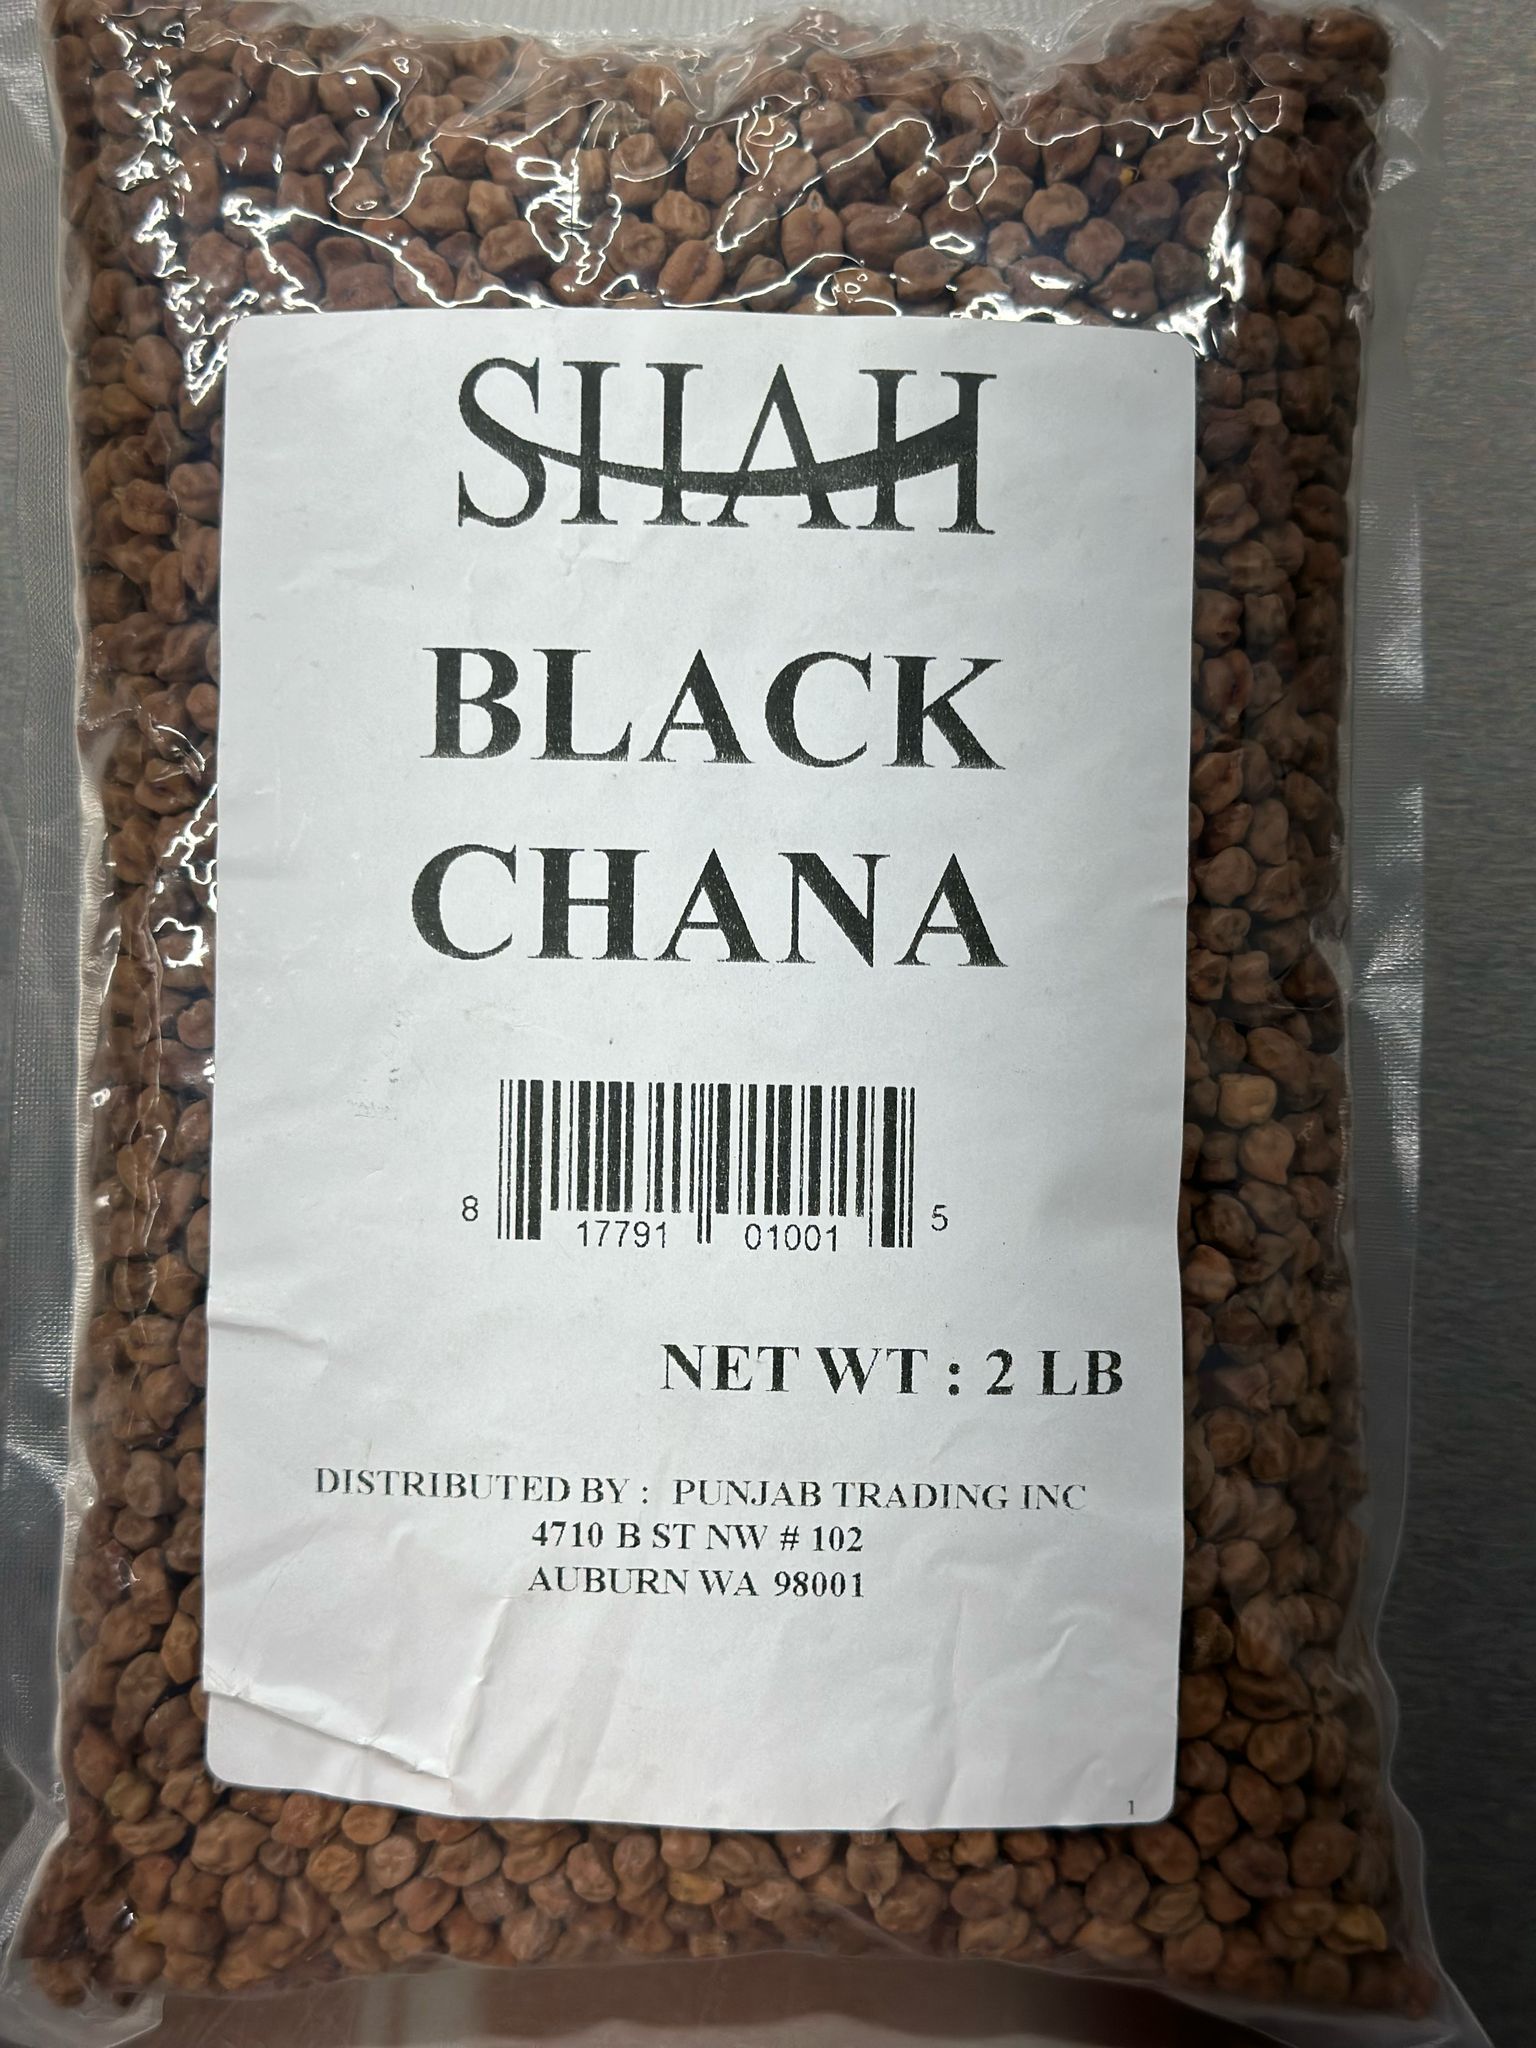 SHAH
BLACK
CHANA
8 17791 01001 5
NET WT : 2 LB
DISTRIBUTED BY : PUNJAB TRADING INC
4710 B ST NW # 102
AUBURN WA 98001
1